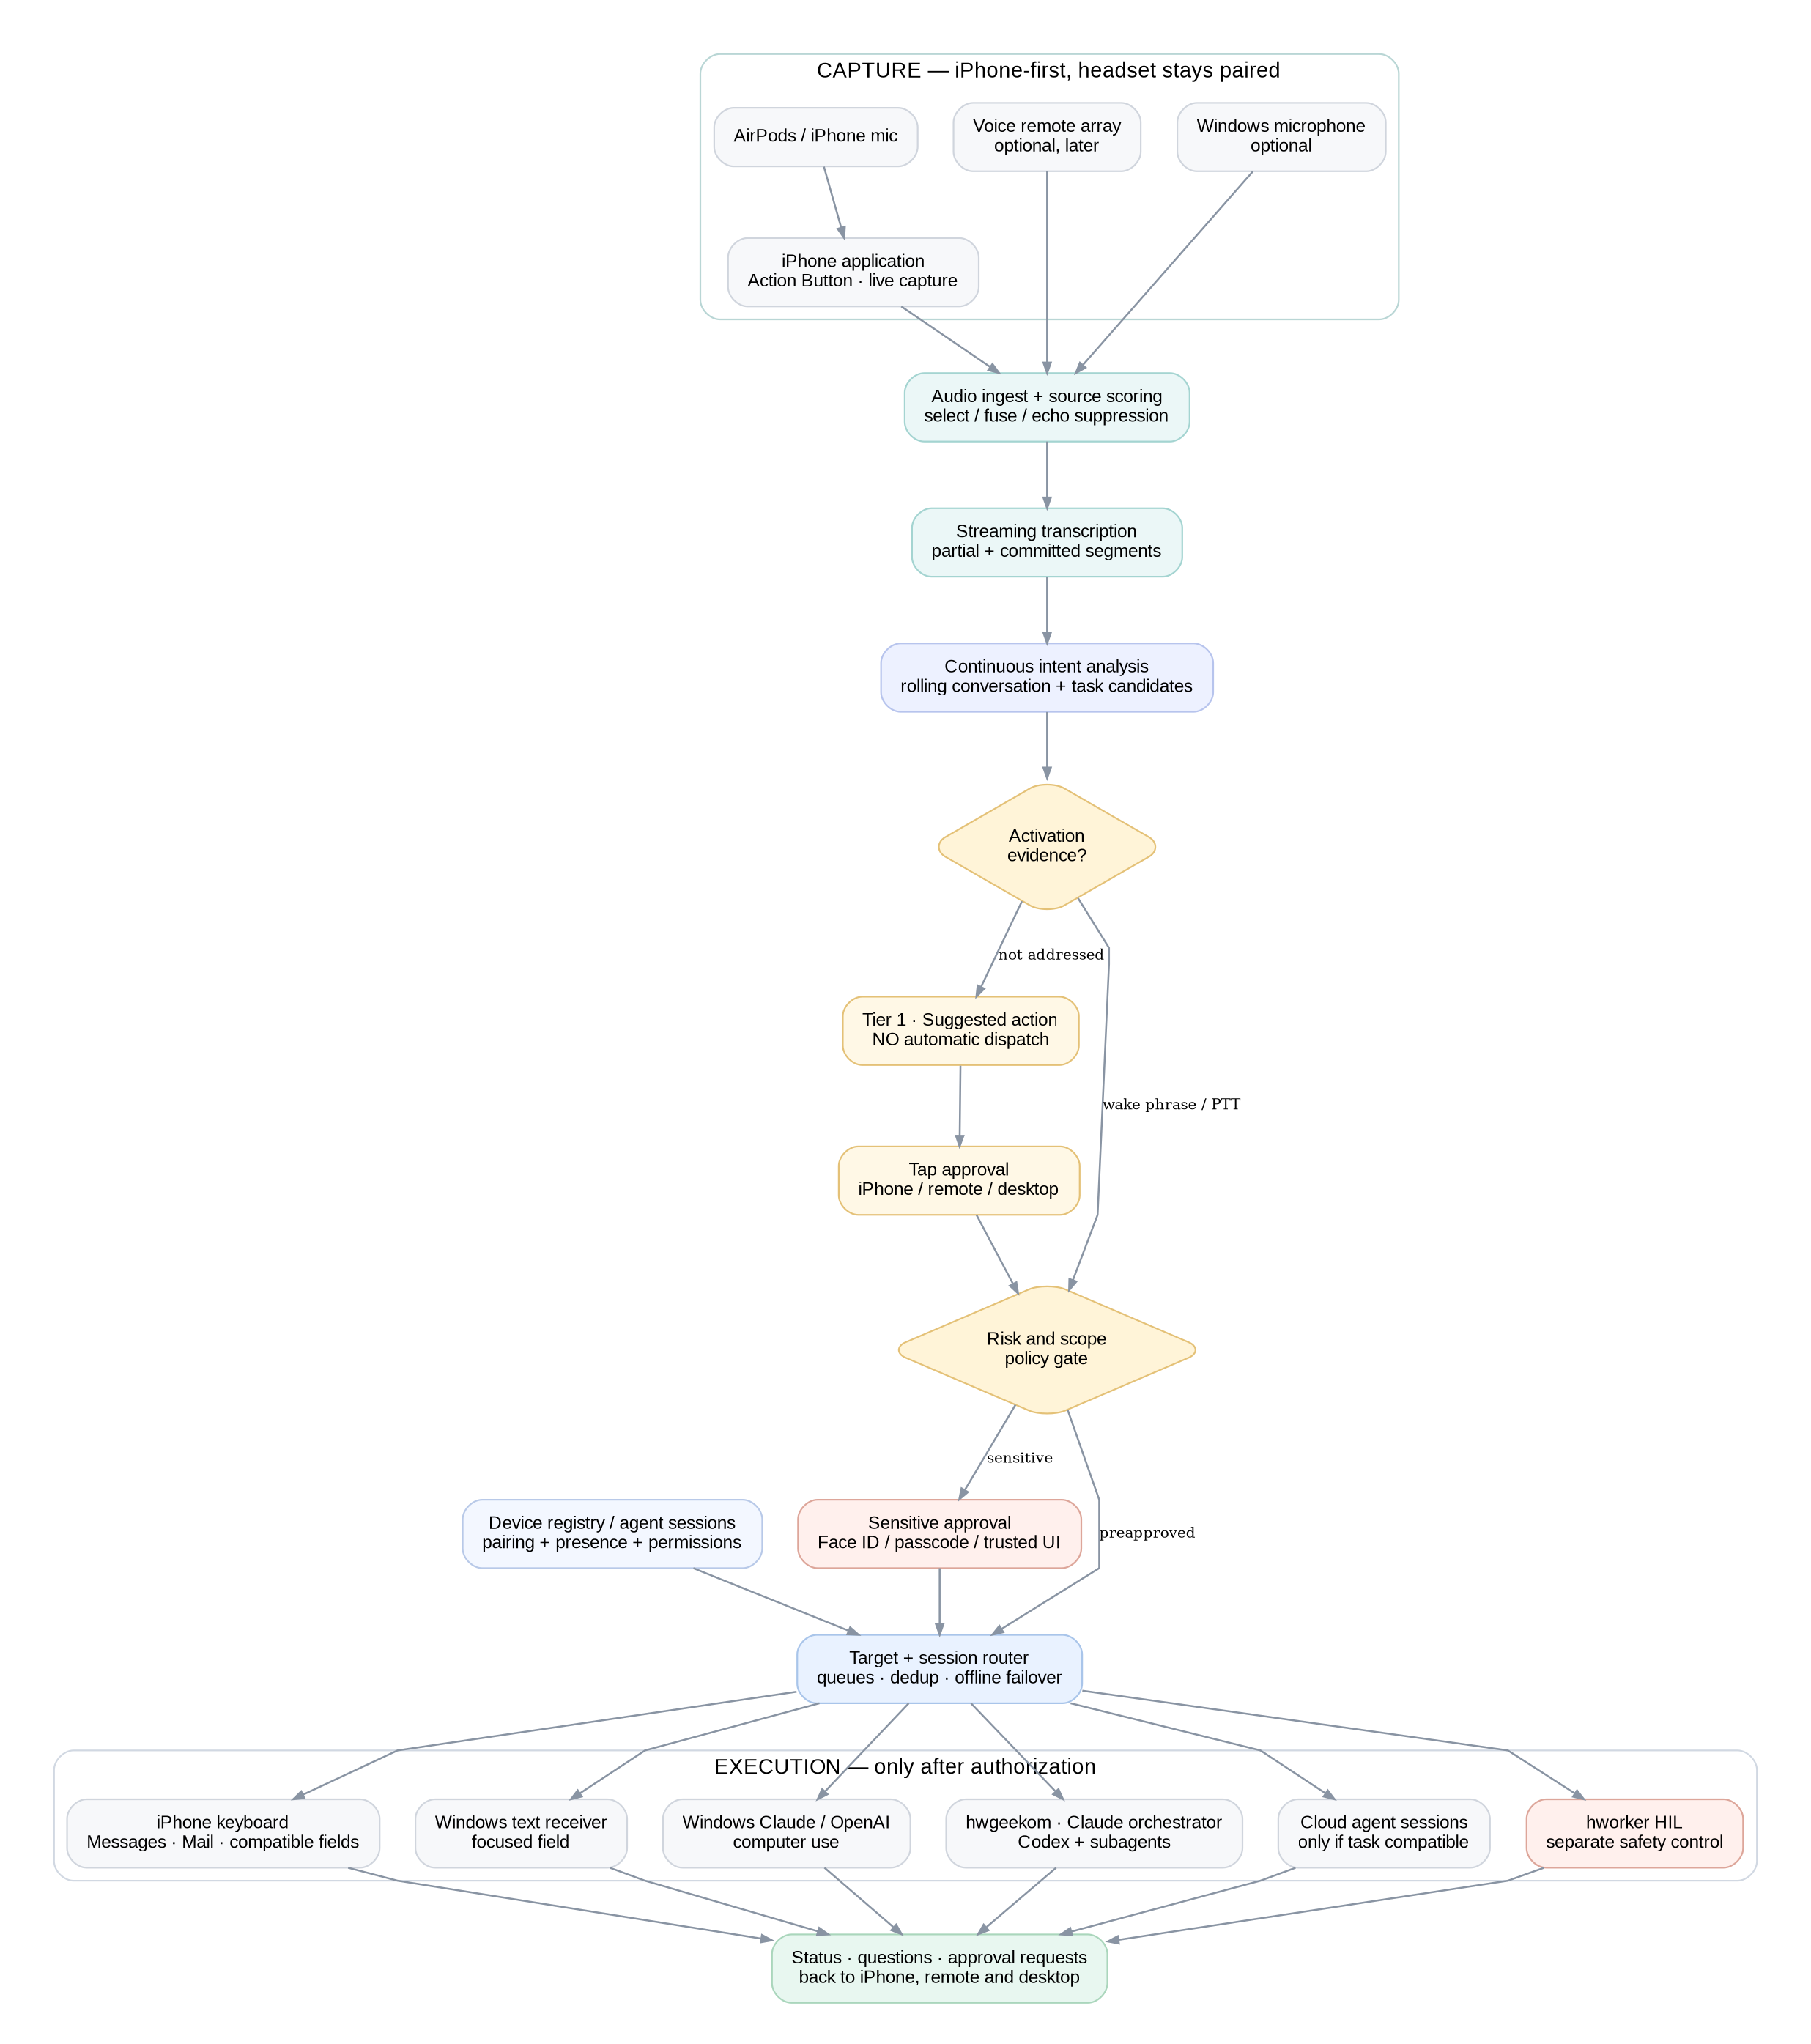 CAPTURE — iPhone-first, headset stays paired
AirPods / iPhone mic
Voice remote array
optional, later
Windows microphone
optional
iPhone application
Action Button · live capture
Audio ingest + source scoring
select / fuse / echo suppression
Streaming transcription
partial + committed segments
Continuous intent analysis
rolling conversation + task candidates
Activation
evidence?
not addressed
Tier 1 · Suggested action
NO automatic dispatch
wake phrase / PTT
Tap approval
iPhone / remote / desktop
Risk and scope
policy gate
sensitive
Device registry / agent sessions
pairing + presence + permissions
Sensitive approval
Face ID / passcode / trusted UI
preapproved
Target + session router
queues · dedup · offline failover
EXECUTION — only after authorization
iPhone keyboard
Messages · Mail · compatible fields
Windows text receiver
focused field
Windows Claude / OpenAI
computer use
hwgeekom · Claude orchestrator
Codex + subagents
Cloud agent sessions
only if task compatible
hworker HIL
separate safety control
Status · questions · approval requests
back to iPhone, remote and desktop